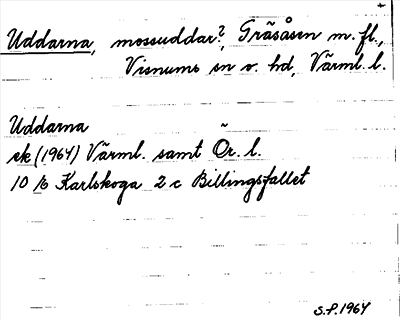 Uddarna, mossuddar?, Gräsåsen m. fl.,
Visnums sn o. hd, Värml. l.
Uddarna
ek (1964) Värml. samt Ör. l.
10 E Karlskoga 2 c Billingsfallet
S.P. 1964